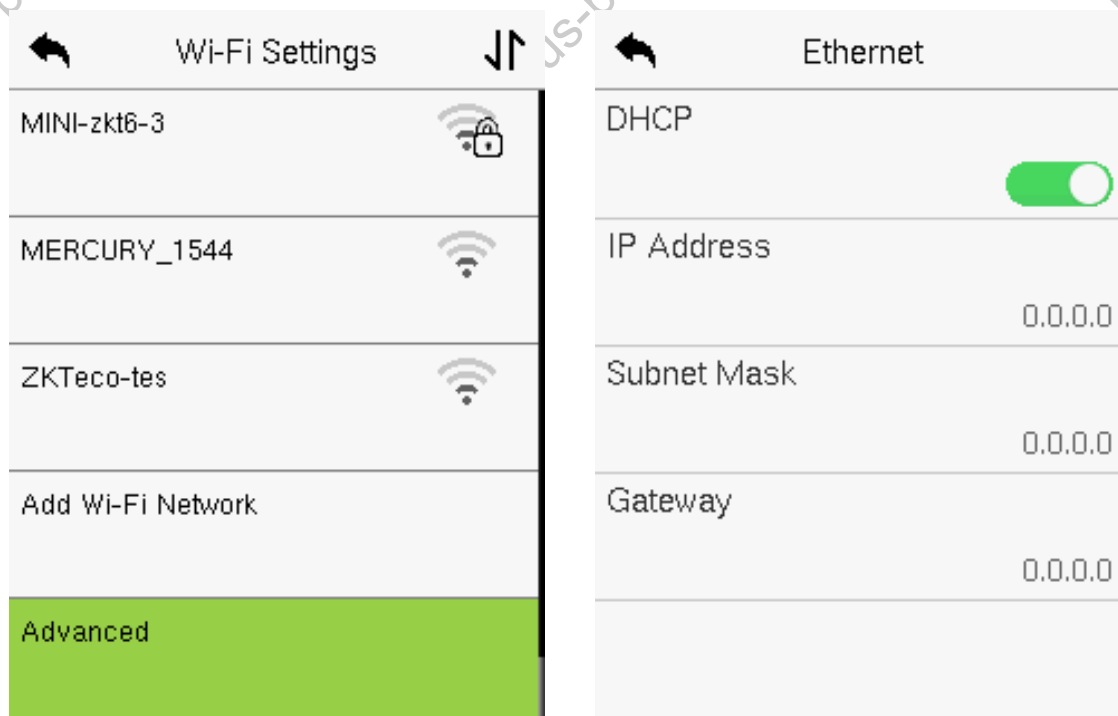 Wi-Fi Settings
MINI-zkt6-3
MERCURY_1544
ZKTeco-tes
Add Wi-Fi Network
Advanced
Ethernet
DHCP
IP Address
0.0.0.0
Subnet Mask
0.0.0.0
Gateway
0.0.0.0